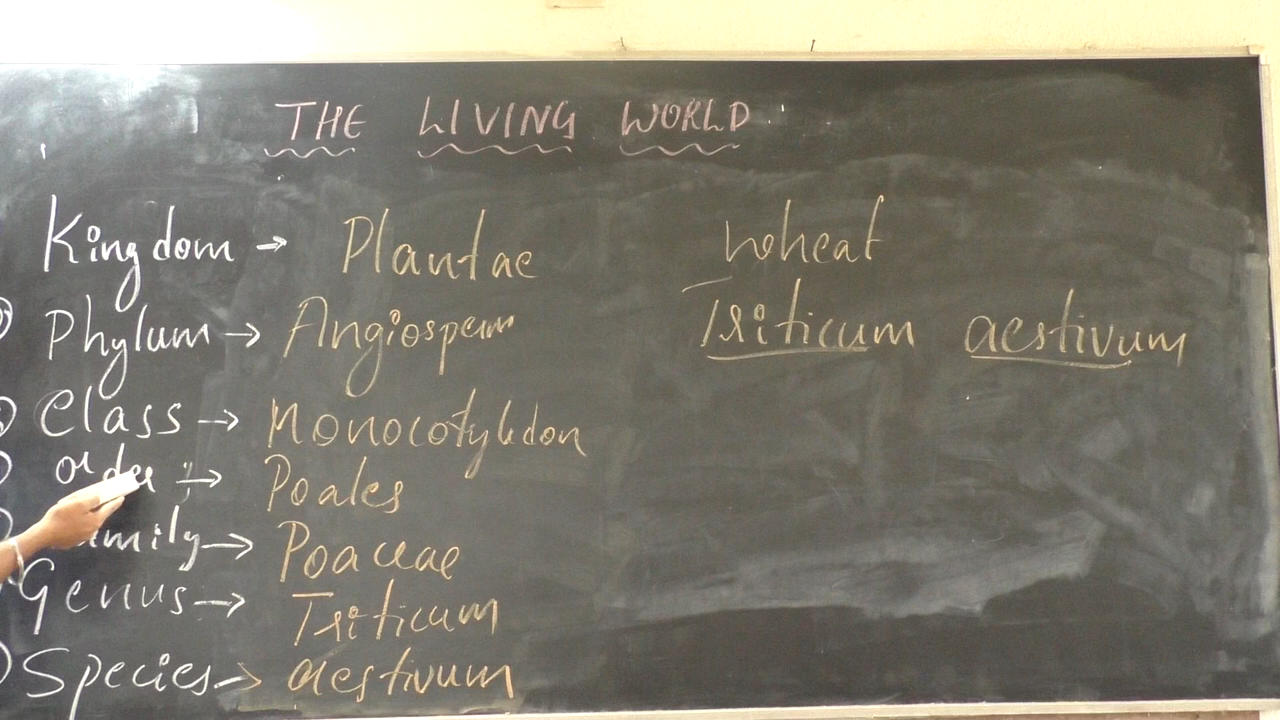 THE LIVING WORLD
Kingdom → Plantae
Phylum → Angiosperm
Class → Monocotyledon
order → Poales
amily → Poaceae
Genus → Triticum
Species → aestivum
Wheat
Triticum aestivum